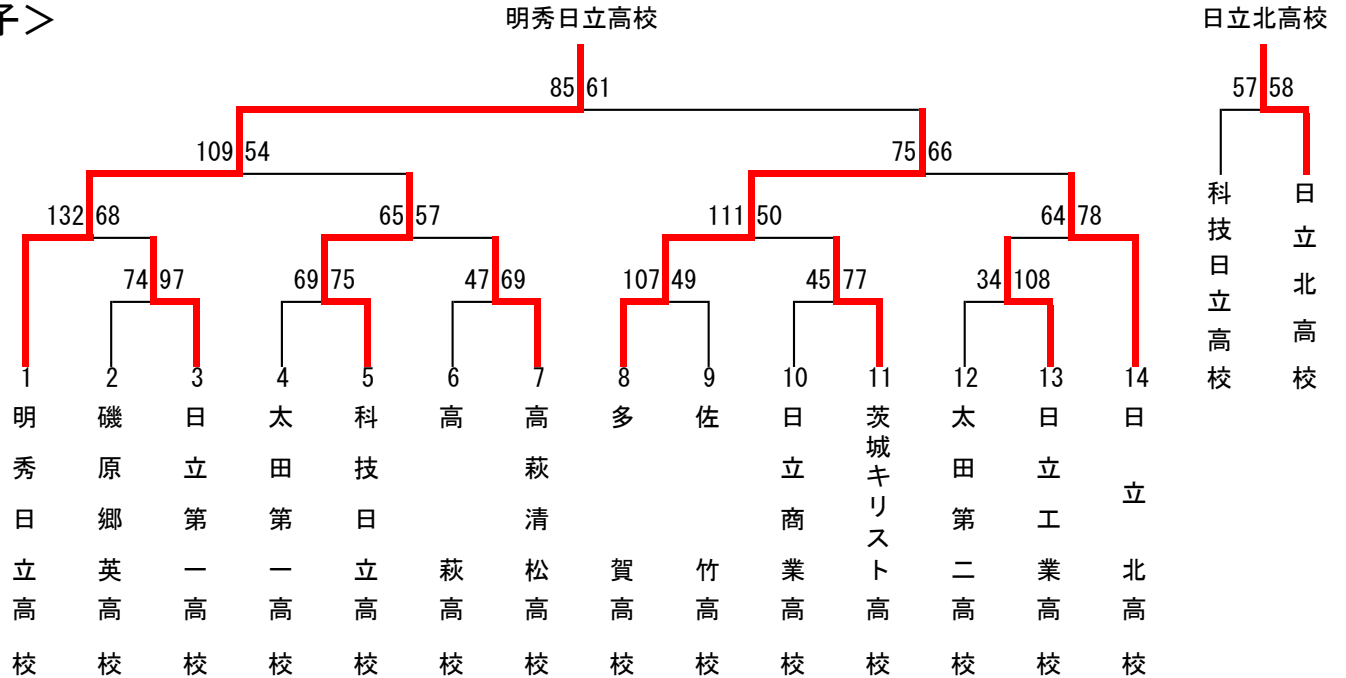 子＞
明秀日立高校
日立北高校
85 61
57 58
109 54
75 66
132 68
65 57
111 50
64 78
74 97
69 75
47 69
107 49
45 77
34 108
科技日立高校
日立北高校
1 明秀日立高校
2 磯原郷英高校
3 日立第一高校
4 太田第一高校
5 科技日立高校
6 高萩高校
7 高萩清松高校
8 多賀高校
9 佐竹高校
10 日立商業高校
11 茨城キリスト高校
12 太田第二高校
13 日立工業高校
14 日立北高校